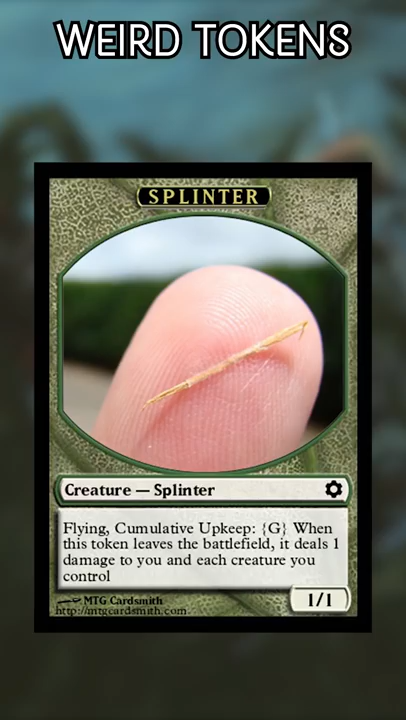 WEIRD TOKENS
SPLINTER
Creature — Splinter
Flying, Cumulative Upkeep: {G} When
this token leaves the battlefield, it deals 1
damage to you and each creature you
control
MTG Cardsmith
http://mtgcardsmith.com
1/1